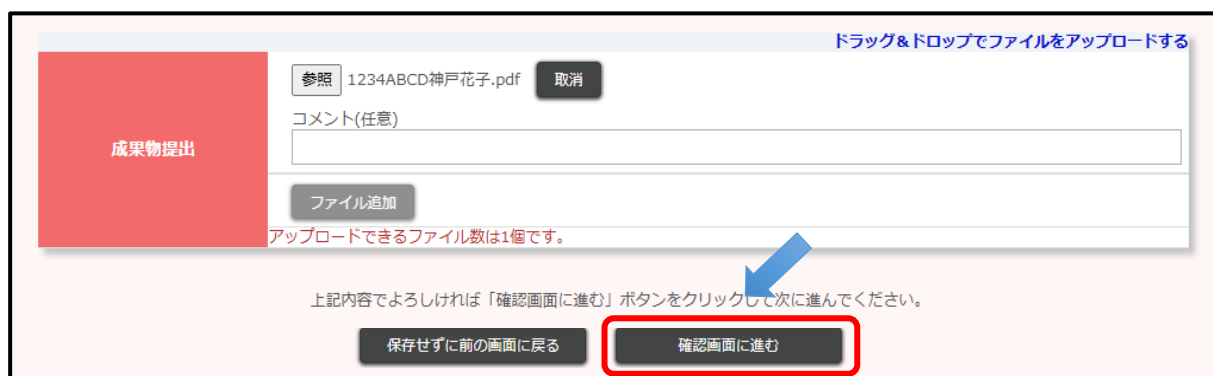 ドラッグ&ドロップでファイルをアップロードする
参照 1234ABCD神戸花子.pdf 取消
コメント(任意)
成果物提出
ファイル追加
アップロードできるファイル数は1個です。
上記内容でよろしければ「確認画面に進む」ボタンをクリックして次に進んでください。
保存せずに前の画面に戻る 確認画面に進む